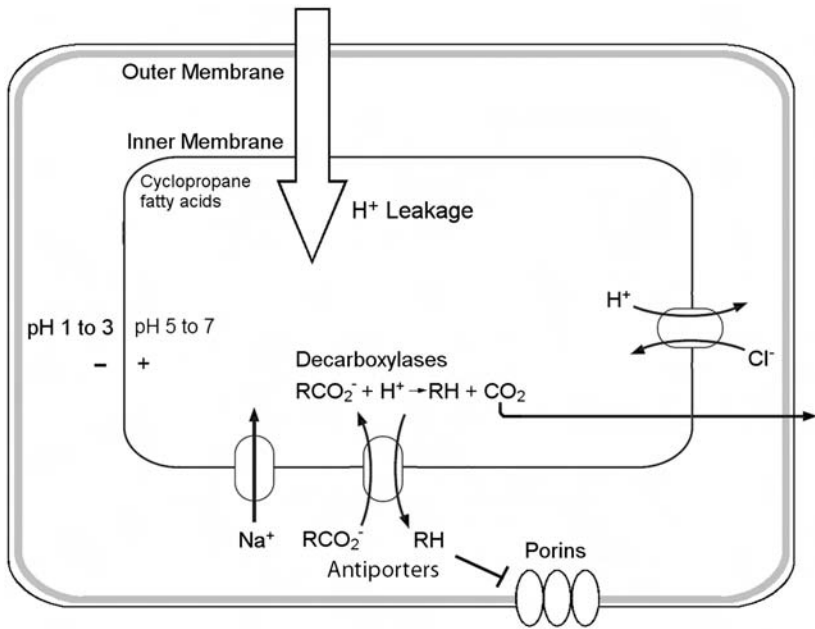 Outer Membrane
Inner Membrane
Cyclopropane
fatty acids
H⁺ Leakage
H⁺
Cl⁻
pH 1 to 3
pH 5 to 7
− +
Decarboxylases
RCO₂⁻ + H⁺ → RH + CO₂
Na⁺
RCO₂⁻
RH
Antiporters
Porins